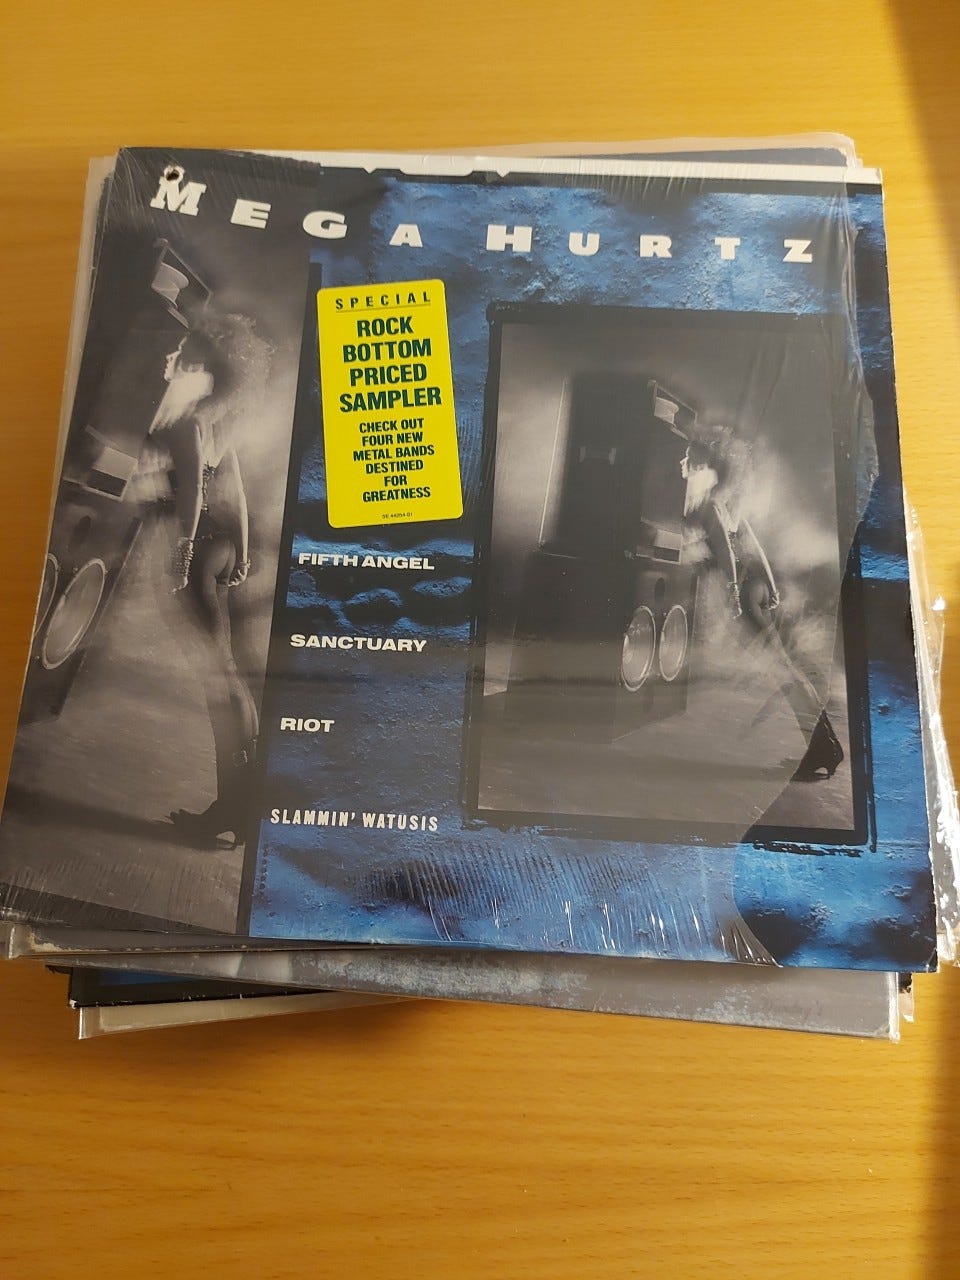 MEGA HURTZ
SPECIAL
ROCK
BOTTOM
PRICED
SAMPLER
CHECK OUT
FOUR NEW
METAL BANDS
DESTINED
FOR
GREATNESS
FIFTH ANGEL
SANCTUARY
RIOT
SLAMMIN' WATUSIS